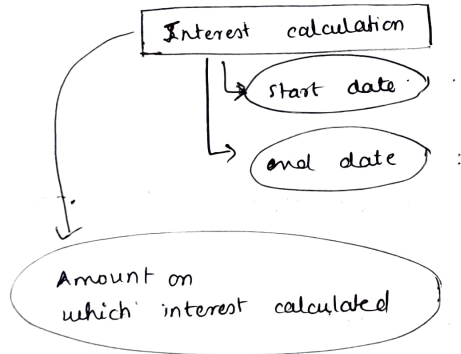 Interest calculation
start date
end date :
Amount on
which interest calculated